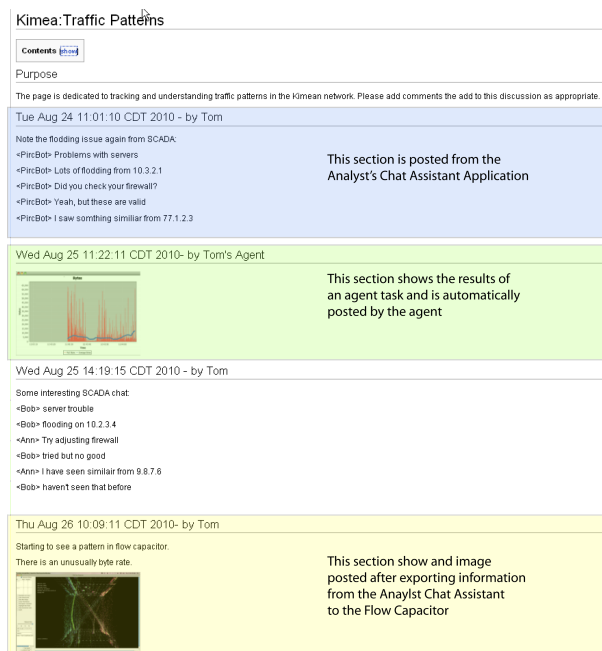 Kimea:Traffic Patterns
Contents [show]
Purpose
The page is dedicated to tracking and understanding traffic patterns in the Kimean network. Please add comments the add to this discussion as appropriate.
Tue Aug 24 11:01:10 CDT 2010 - by Tom
Note the flodding issue again from SCADA:
<PircBot> Problems with servers
<PircBot> Lots of flodding from 10.3.2.1
<PircBot> Did you check your firewall?
<PircBot> Yeah, but these are valid
<PircBot> I saw somthing similiar from 77.1.2.3
This section is posted from the
Analyst's Chat Assistant Application
Wed Aug 25 11:22:11 CDT 2010- by Tom's Agent
This section shows the results of
an agent task and is automatically
posted by the agent
Wed Aug 25 14:19:15 CDT 2010 - by Tom
Some interesting SCADA chat:
<Bob> server trouble
<Bob> flooding on 10.2.3.4
<Ann> Try adjusting firewall
<Bob> tried but no good
<Ann> I have seen similair from 9.8.7.6
<Bob> haven't seen that before
Thu Aug 26 10:09:11 CDT 2010- by Tom
Starting to see a pattern in flow capacitor.
There is an unusually byte rate.
This section show and image
posted after exporting information
from the Anaylst Chat Assistant
to the Flow Capacitor